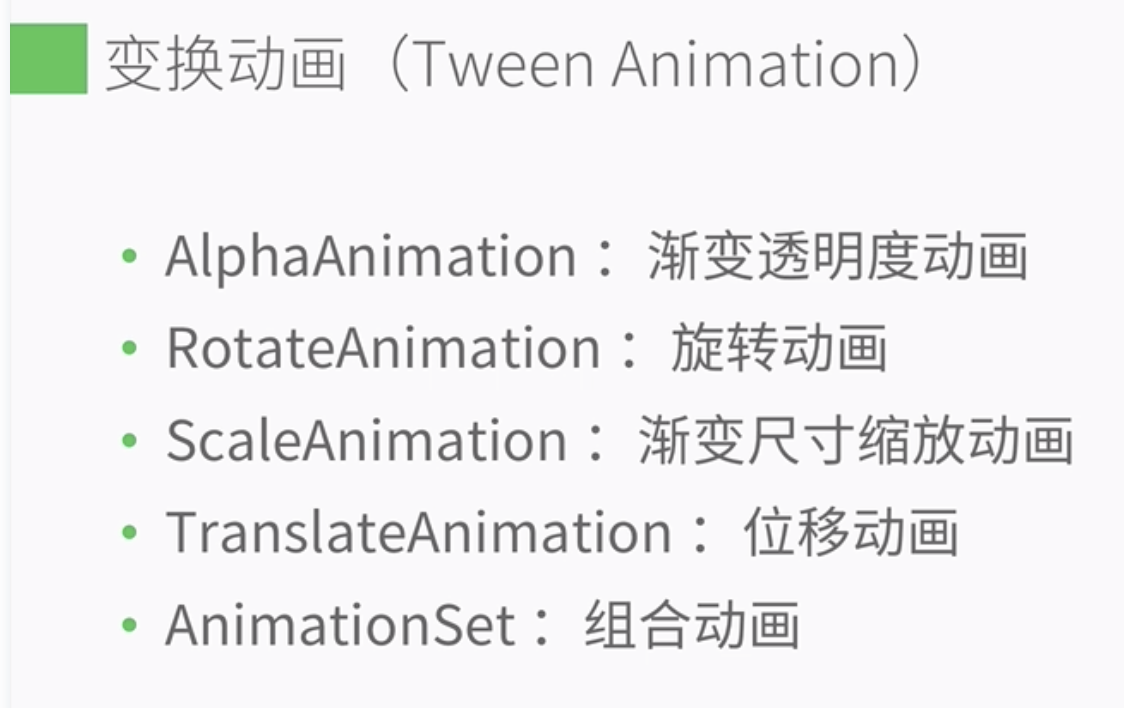 变换动画（Tween Animation）
AlphaAnimation：渐变透明度动画
RotateAnimation：旋转动画
ScaleAnimation：渐变尺寸缩放动画
TranslateAnimation：位移动画
AnimationSet：组合动画